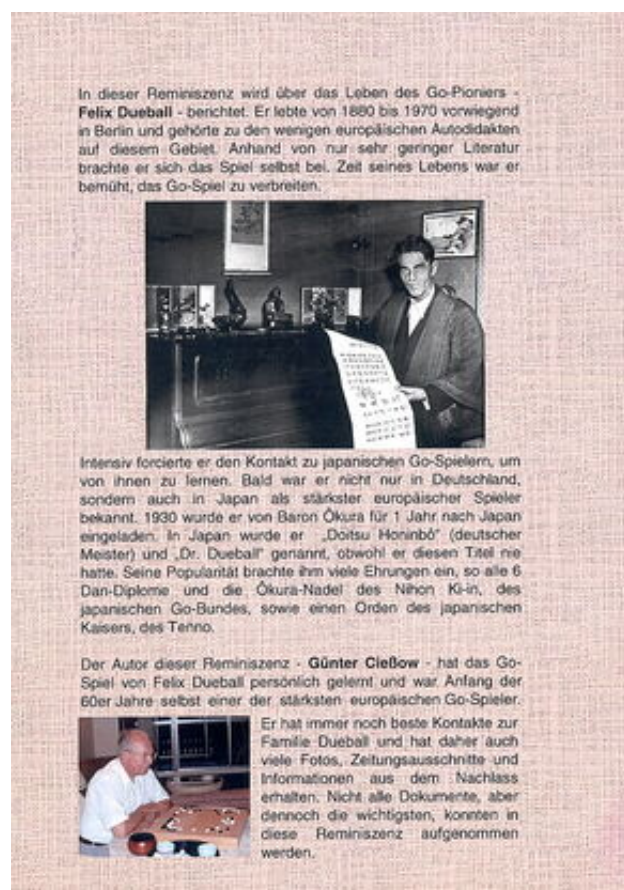 In dieser Reminiszenz wird über das Leben des Go-Pioniers -
Felix Dueball - berichtet. Er lebte von 1880 bis 1970 vorwiegend
in Berlin und gehörte zu den wenigen europäischen Autodidakten
auf diesem Gebiet. Anhand von nur sehr geringer Literatur
brachte er sich das Spiel selbst bei. Zeit seines Lebens war er
bemüht, das Go-Spiel zu verbreiten.
Intensiv forcierte er den Kontakt zu japanischen Go-Spielern, um
von ihnen zu lernen. Bald war er nicht nur in Deutschland,
sondern auch in Japan als stärkster europäischer Spieler
bekannt. 1930 wurde er von Baron Ôkura für 1 Jahr nach Japan
eingeladen. In Japan wurde er „Doitsu Honinbô" (deutscher
Meister) und „Dr. Dueball" genannt, obwohl er diesen Titel nie
hatte. Seine Popularität brachte ihm viele Ehrungen ein, so alle 6
Dan-Diplome und die Ôkura-Nadel des Nihon Ki-in, des
japanischen Go-Bundes, sowie einen Orden des japanischen
Kaisers, des Tenno.
Der Autor dieser Reminiszenz - Günter Cießow - hat das Go-
Spiel von Felix Dueball persönlich gelernt und war Anfang der
60er Jahre selbst einer der stärksten europäischen Go-Spieler.
Er hat immer noch beste Kontakte zur
Familie Dueball und hat daher auch
viele Fotos, Zeitungsausschnitte und
Informationen aus dem Nachlass
erhalten. Nicht alle Dokumente, aber
dennoch die wichtigsten, konnten in
diese Reminiszenz aufgenommen
werden.